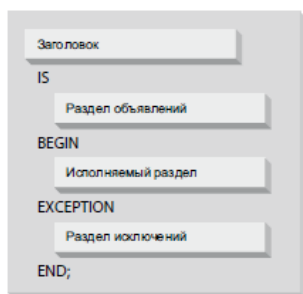 Заголовок
IS
Раздел объявлений
BEGIN
Исполняемый раздел
EXCEPTION
Раздел исключений
END;